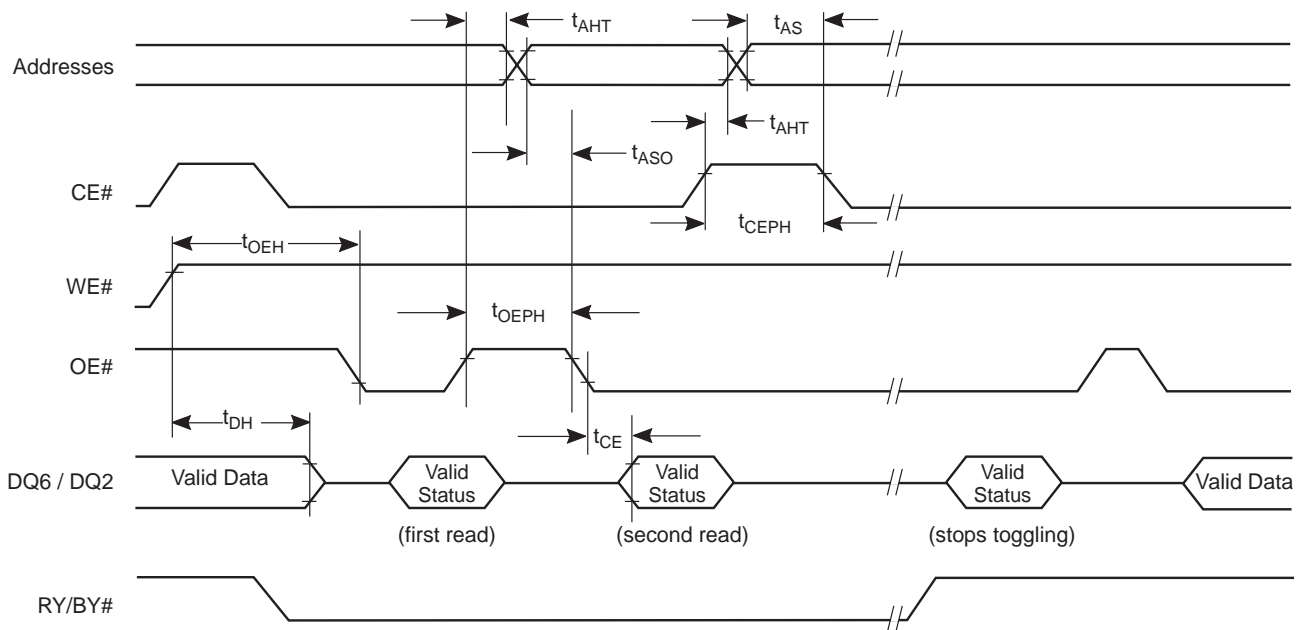 tAHT
tAS
Addresses
tAHT
tASO
CE#
tCEPH
tOEH
WE#
tOEPH
OE#
tDH
tCE
DQ6 / DQ2
Valid Data
Valid
Status
Valid
Status
Valid
Status
Valid Data
(first read)
(second read)
(stops toggling)
RY/BY#